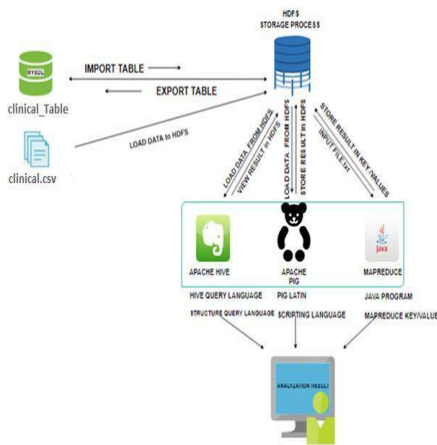 HDFS
STORAGE PROCESS
MYSQL
IMPORT TABLE
EXPORT TABLE
clinical_Table
LOAD DATA to HDFS
clinical.csv
LOAD DATA FROM HDFS
VIEW RESULT in HDFS
LOAD DATA FROM HDFS
STORE RESULT in HDFS
STORE RESULT IN KEY/VALUES
INPUT FILE.txt
Java
APACHE HIVE
APACHE
PIG
MAPREDUCE
HIVE QUERY LANGUAGE
PIG LATIN
JAVA PROGRAM
STRUCTURE QUERY LANGUAGE
SCRIPTING LANGUAGE
MAPREDUCE KEY/VALUE
ANALYZATION RESULT